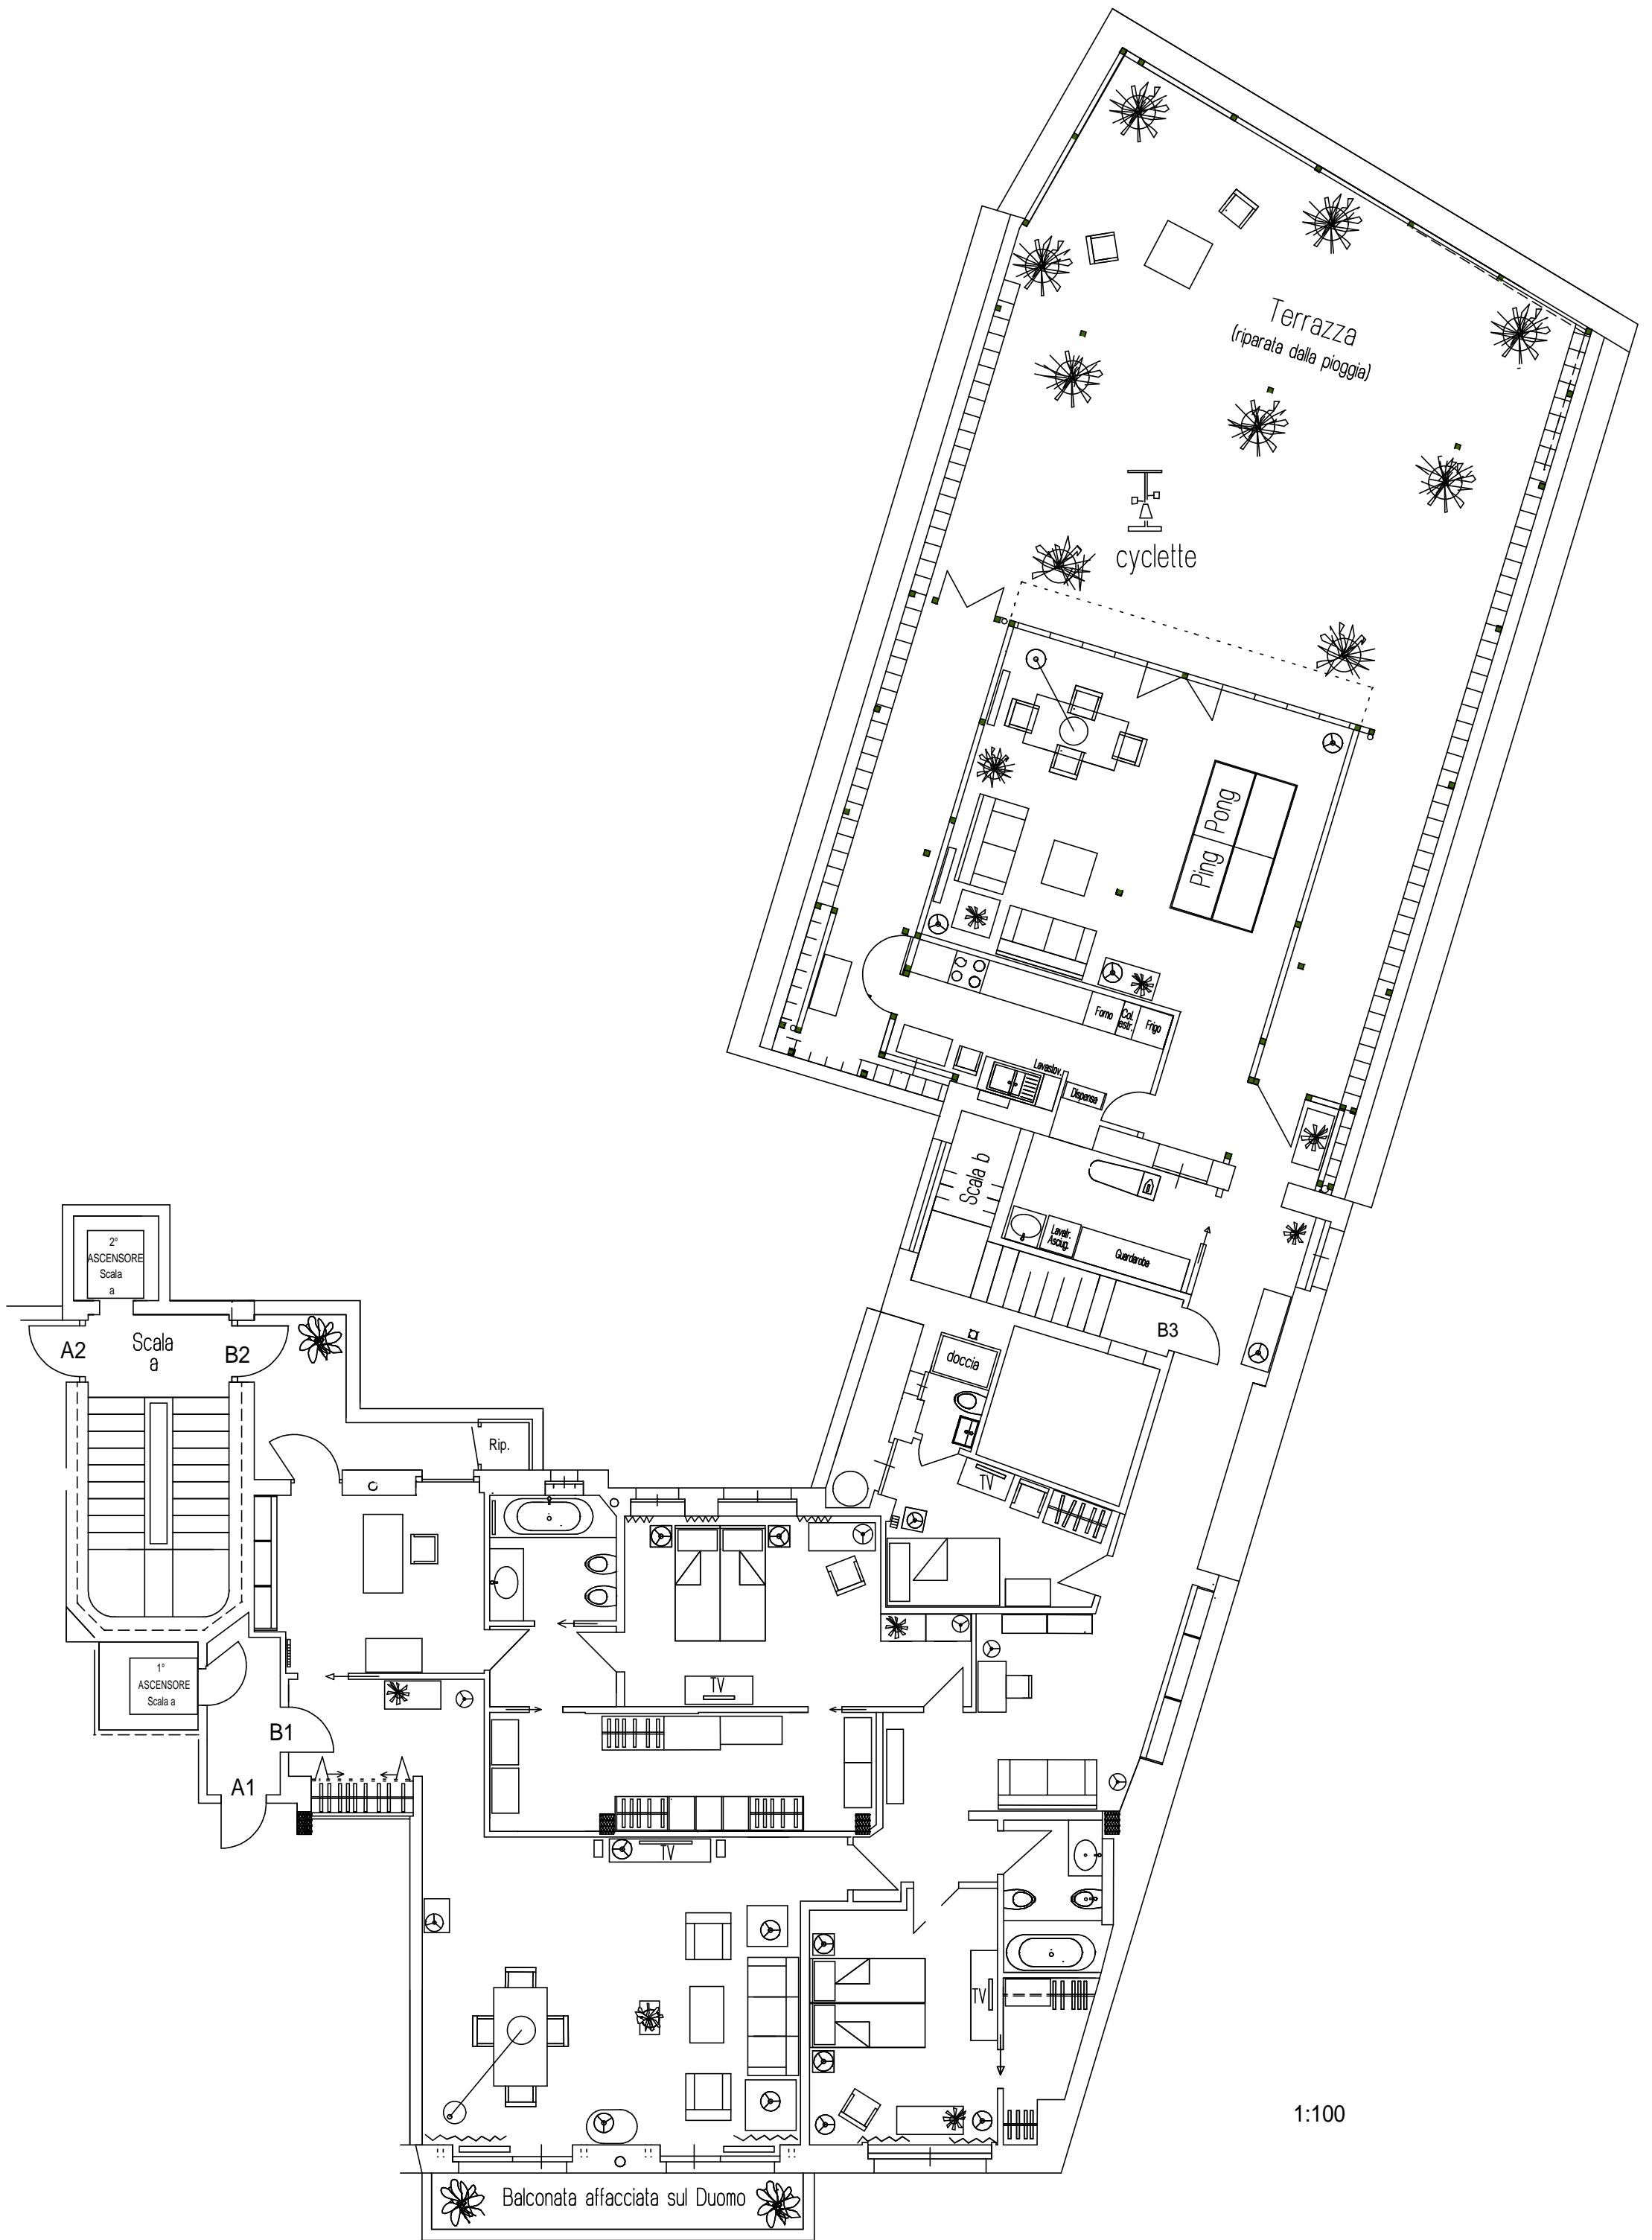 Terrazza
(riparata dalla pioggia)
cyclette
Ping Pong
Forno
Col.
estr.
Frigo
Lavastov.
Dispensa
Scala b
Lavatr.
Asciug.
Guardaroba
B3
doccia
TV
2°
ASCENSORE
Scala
a
A2
Scala
a
B2
Rip.
1°
ASCENSORE
Scala a
TV
B1
A1
TV
TV
1:100
Balconata affacciata sul Duomo